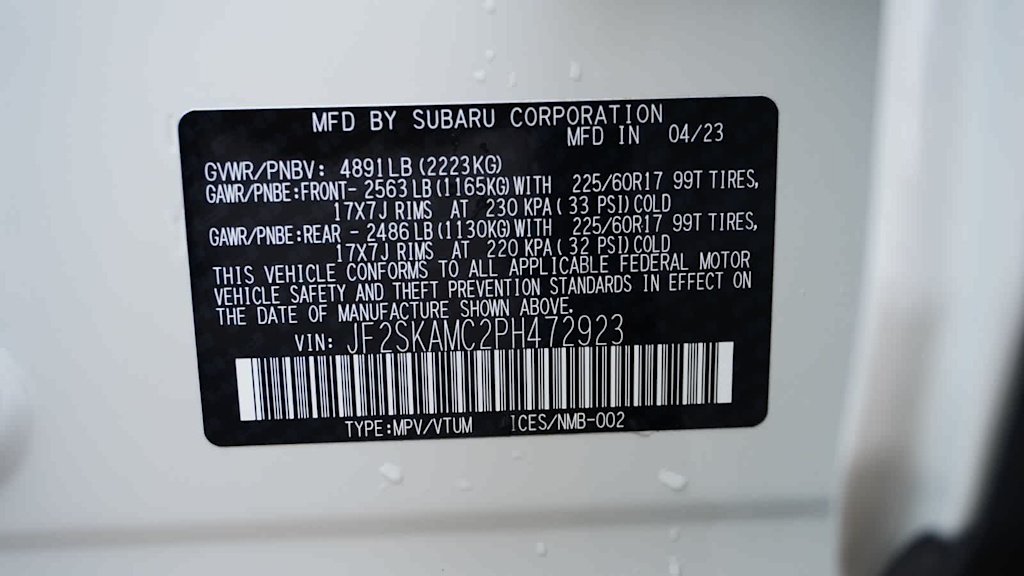 MFD BY SUBARU CORPORATION
MFD IN 04/23
GVWR/PNBV: 4891LB (2223KG)
GAWR/PNBE:FRONT- 2563 LB (1165KG) WITH 225/60R17 99T TIRES,
17X7J RIMS AT 230 KPA ( 33 PSI) COLD
GAWR/PNBE:REAR - 2486 LB (1130KG) WITH 225/60R17 99T TIRES,
17X7J RIMS AT 220 KPA ( 32 PSI) COLD
THIS VEHICLE CONFORMS TO ALL APPLICABLE FEDERAL MOTOR
VEHICLE SAFETY AND THEFT PREVENTION STANDARDS IN EFFECT ON
THE DATE OF MANUFACTURE SHOWN ABOVE.
VIN: JF2SKAMC2PH472923
TYPE:MPV/VTUM ICES/NMB-002